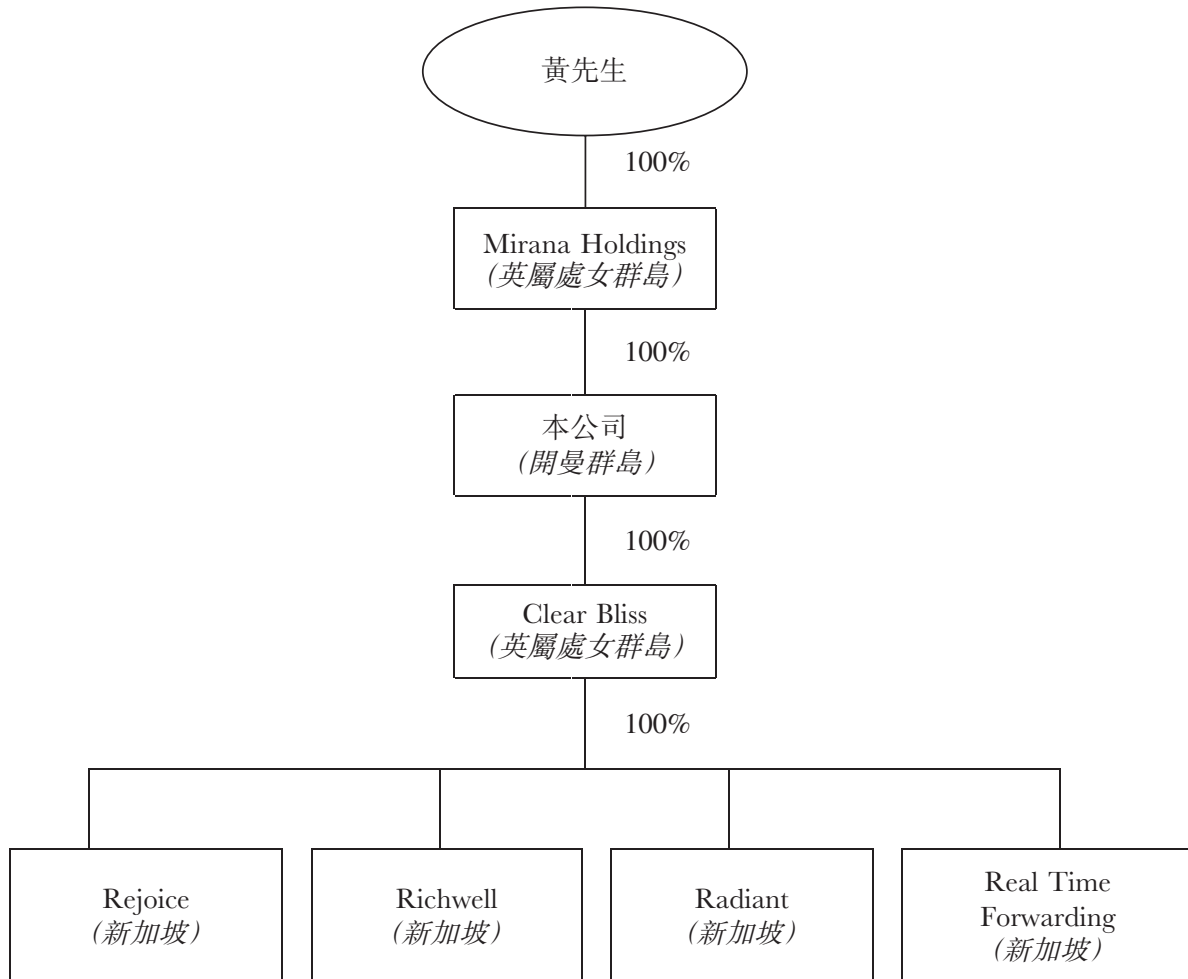 黃先生
100%
Mirana Holdings
(英屬處女群島)
100%
本公司
(開曼群島)
100%
Clear Bliss
(英屬處女群島)
100%
Rejoice
(新加坡)
Richwell
(新加坡)
Radiant
(新加坡)
Real Time
Forwarding
(新加坡)